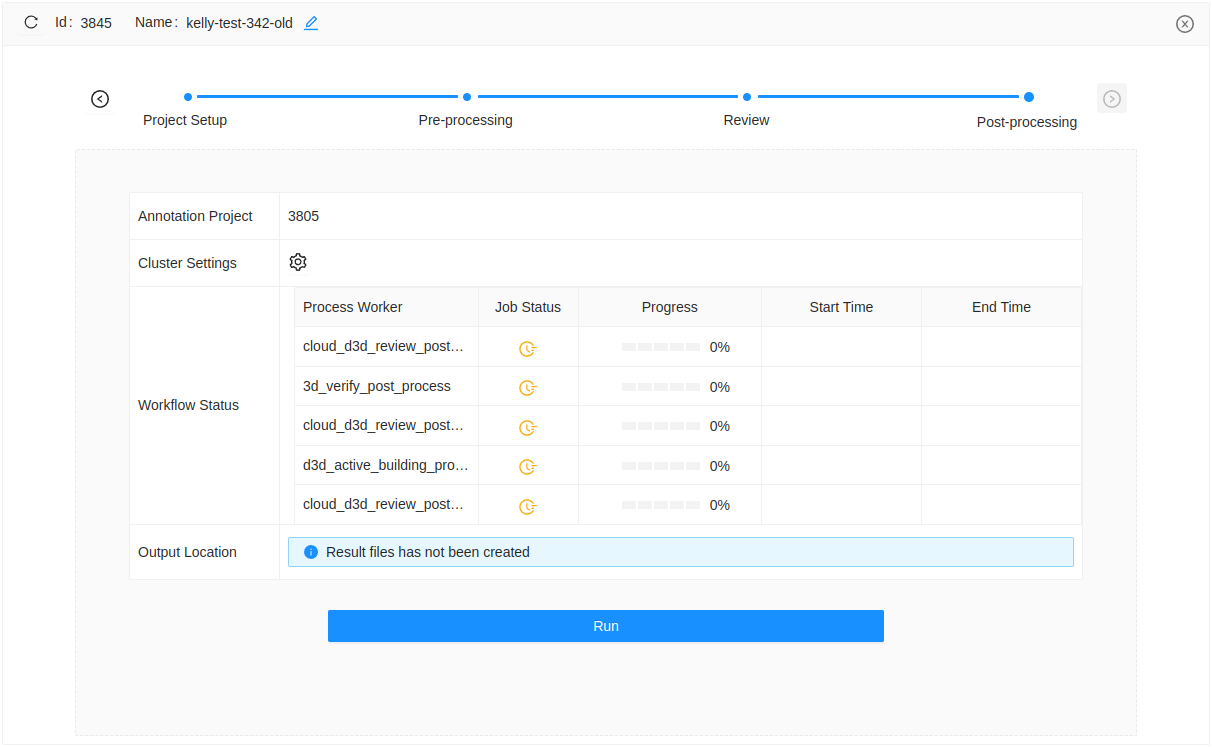 Id: 3845 Name: kelly-test-342-old
Project Setup Pre-processing Review Post-processing
Annotation Project 3805
Cluster Settings
Process Worker Job Status Progress Start Time End Time
cloud_d3d_review_post... 0%
3d_verify_post_process 0%
Workflow Status
cloud_d3d_review_post... 0%
d3d_active_building_pro... 0%
cloud_d3d_review_post... 0%
Output Location Result files has not been created
Run